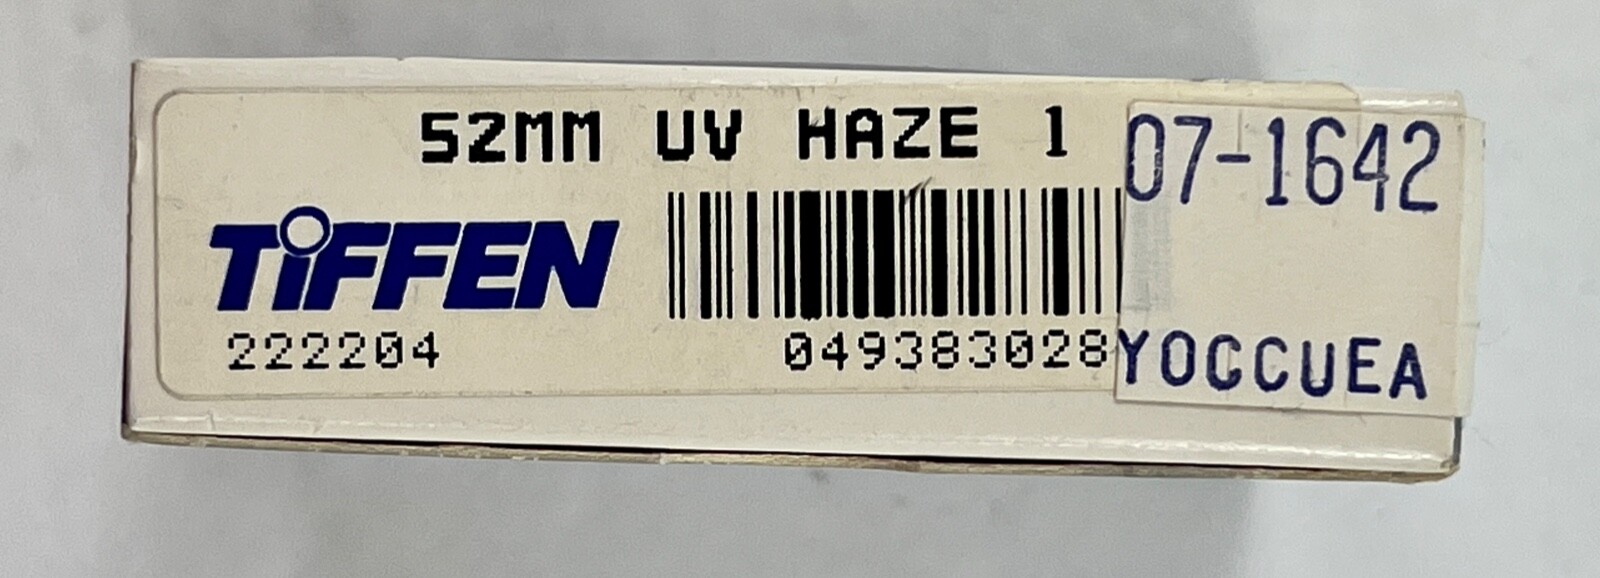 52MM UV HAZE 1
07-1642
TiFFEN
222204
049383028
YOCCUEA